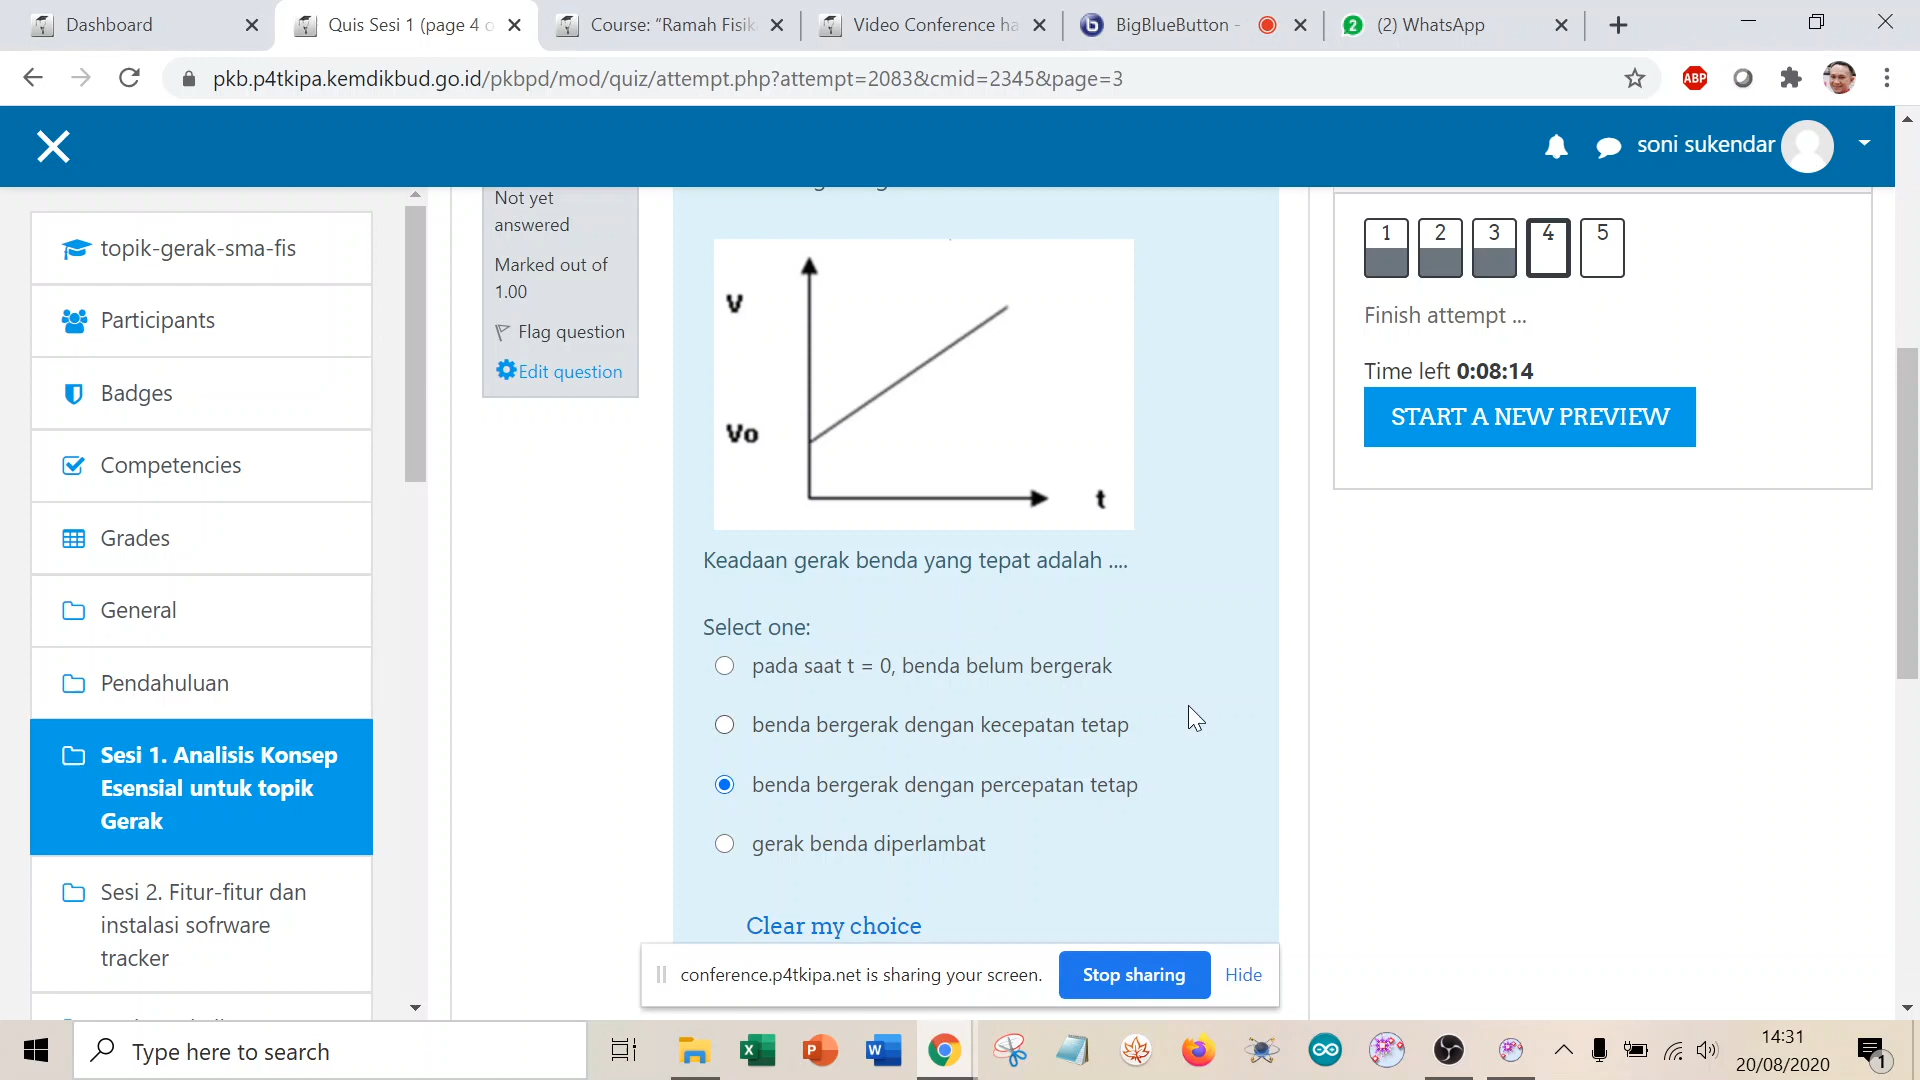 Dashboard
Quis Sesi 1 (page 4 o
Course: “Ramah Fisik
Video Conference ha
BigBlueButton -
2
(2) WhatsApp
pkb.p4tkipa.kemdikbud.go.id/pkbpd/mod/quiz/attempt.php?attempt=2083&cmid=2345&page=3
ABP
soni sukendar
topik-gerak-sma-fis
Participants
Badges
Competencies
Grades
General
Pendahuluan
Sesi 1. Analisis Konsep
Esensial untuk topik
Gerak
Sesi 2. Fitur-fitur dan
instalasi sofrware
tracker
Not yet
answered
Marked out of
1.00
Flag question
Edit question
V
Vo
t
Keadaan gerak benda yang tepat adalah ....
Select one:
pada saat t = 0, benda belum bergerak
benda bergerak dengan kecepatan tetap
benda bergerak dengan percepatan tetap
gerak benda diperlambat
Clear my choice
1 2 3 4 5
Finish attempt ...
Time left 0:08:14
START A NEW PREVIEW
conference.p4tkipa.net is sharing your screen.
Stop sharing
Hide
Type here to search
14:31
20/08/2020
1